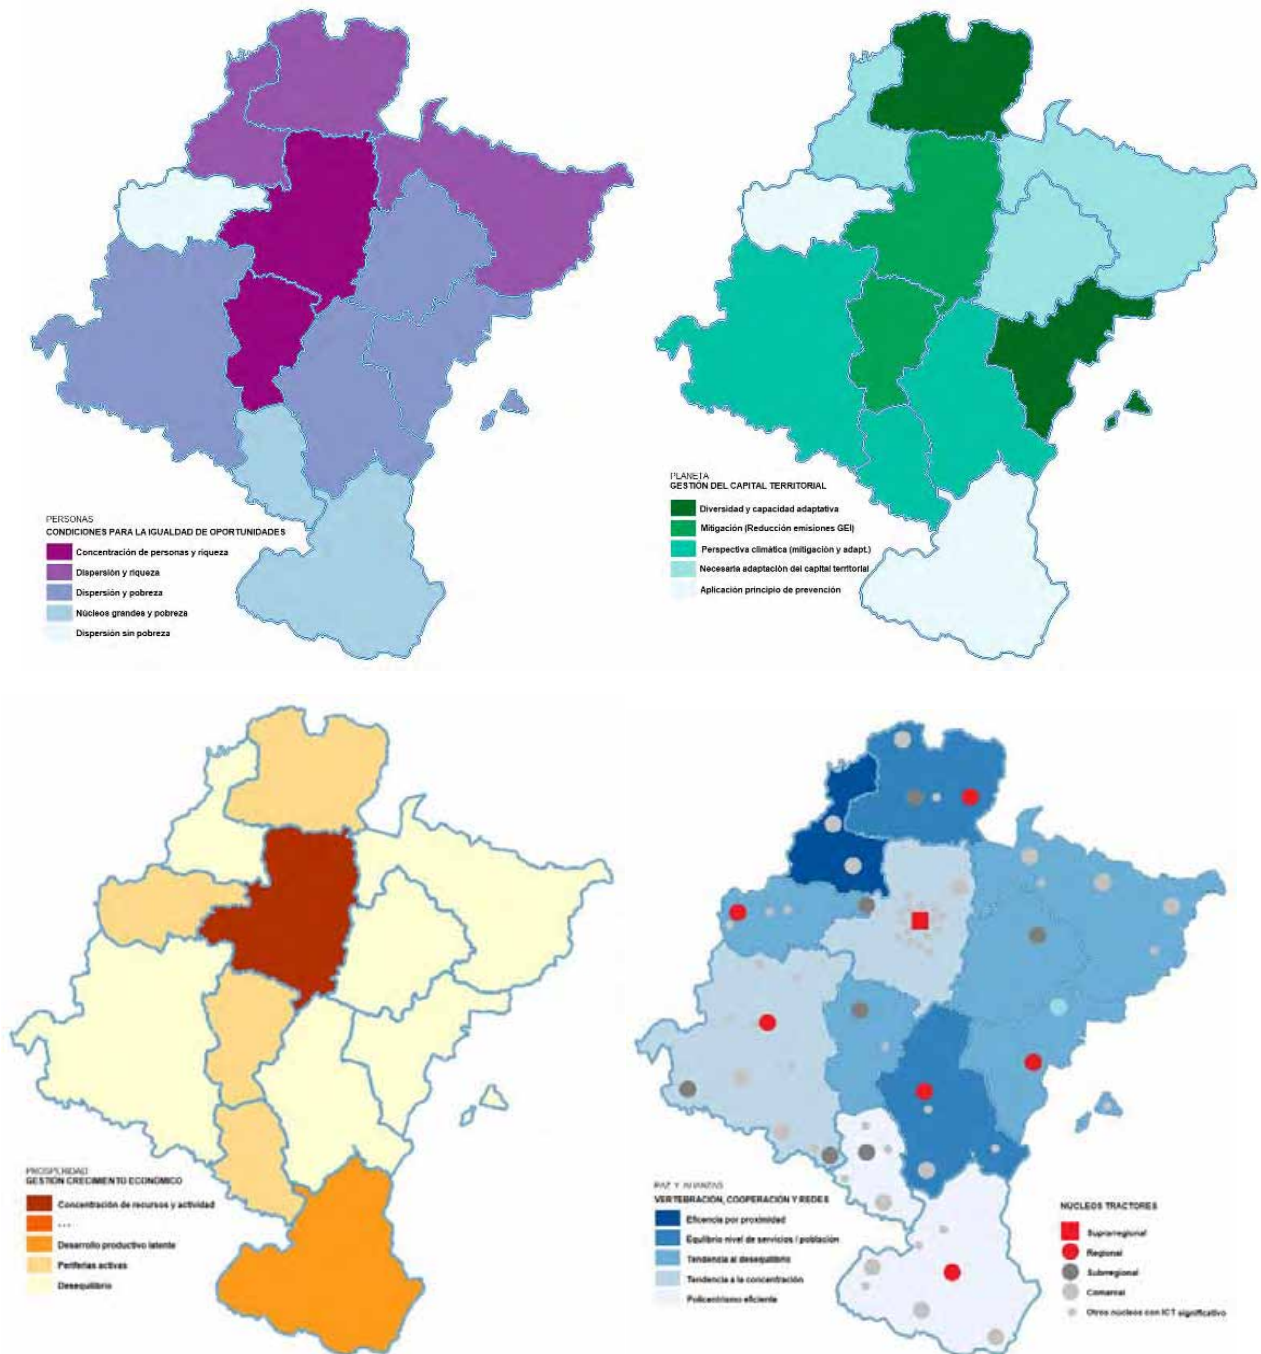 PERSONAS
CONDICIONES PARA LA IGUALDAD DE OPORTUNIDADES
Concentración de personas y riqueza
Dispersión y riqueza
Dispersión y pobreza
Núcleos grandes y pobreza
Dispersión sin pobreza
PLANETA
GESTIÓN DEL CAPITAL TERRITORIAL
Diversidad y capacidad adaptativa
Mitigación (Reducción emisiones GEI)
Perspectiva climática (mitigación y adapt.)
Necesaria adaptación del capital territorial
Aplicación principio de prevención
PROSPERIDAD
GESTIÓN CRECIMIENTO ECONÓMICO
Concentración de recursos y actividad
...
Desarrollo productivo latente
Periferias activas
Desequilibrio
PAZ Y ALIANZAS
VERTEBRACIÓN, COOPERACIÓN Y REDES
Eficencia por proximidad
Equilibrio nivel de servicios / población
Tendencia al desequilibrio
Tendencia a la concentración
Policentrismo eficiente
NÚCLEOS TRACTORES
Suprarregional
Regional
Subregional
Comarcal
Otros núcleos con ICT significativo